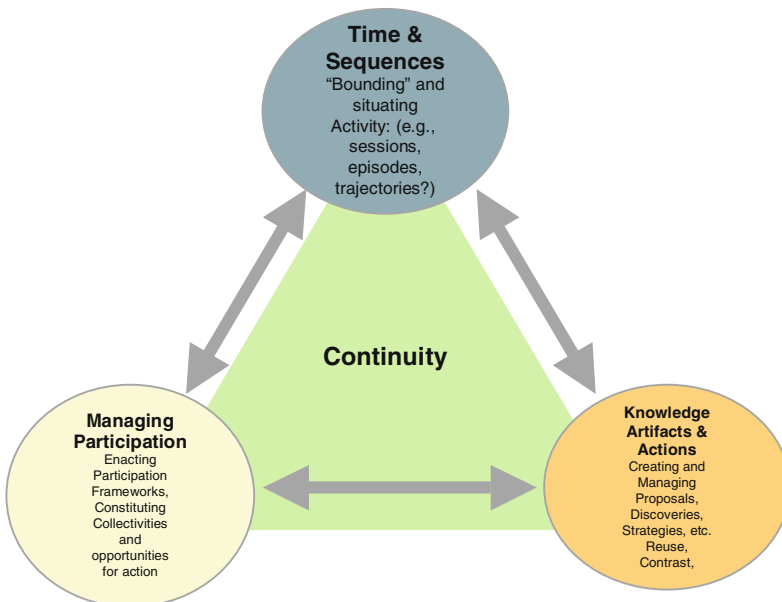 Time &
Sequences
“Bounding” and
situating
Activity: (e.g.,
sessions,
episodes,
trajectories?)
Continuity
Managing
Participation
Enacting
Participation
Frameworks,
Constituting
Collectivities
and
opportunities
for action
Knowledge
Artifacts &
Actions
Creating and
Managing
Proposals,
Discoveries,
Strategies, etc.
Reuse,
Contrast,